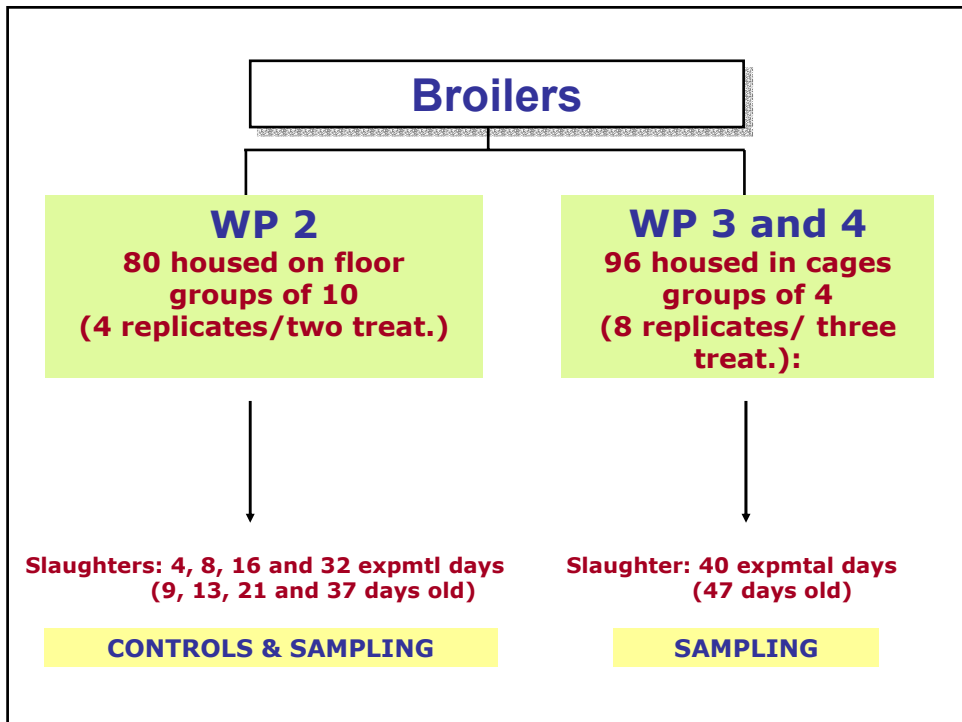 Broilers
WP 2
80 housed on floor
groups of 10
(4 replicates/two treat.)
WP 3 and 4
96 housed in cages
groups of 4
(8 replicates/ three
treat.):
Slaughters: 4, 8, 16 and 32 expmtl days
(9, 13, 21 and 37 days old)
Slaughter: 40 expmtal days
(47 days old)
CONTROLS & SAMPLING
SAMPLING